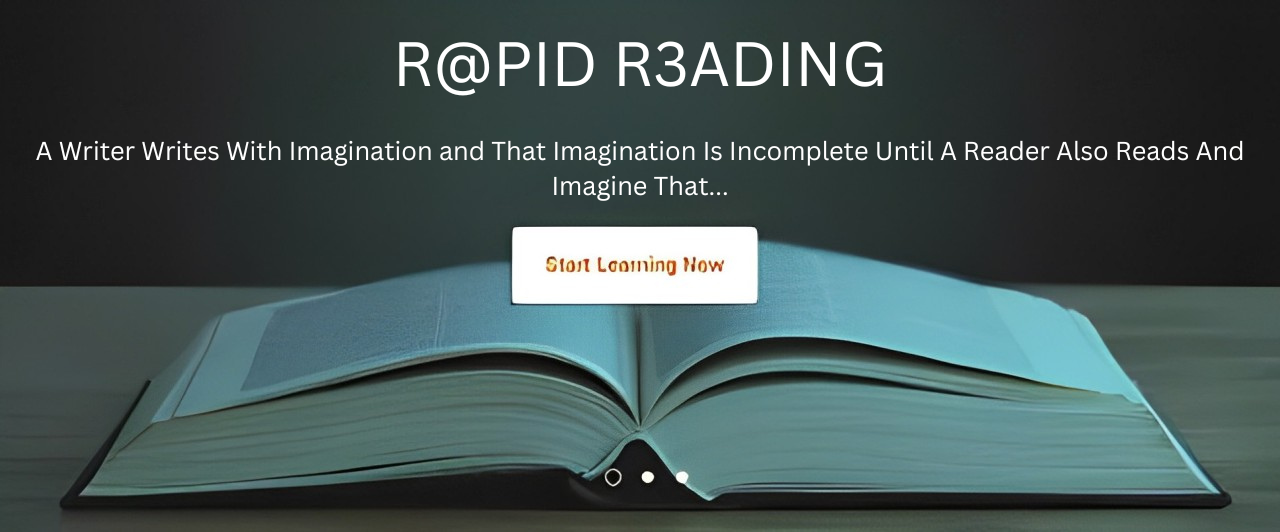 R@PID R3ADING
A Writer Writes With Imagination and That Imagination Is Incomplete Until A Reader Also Reads And
Imagine That...
Start Learning Now